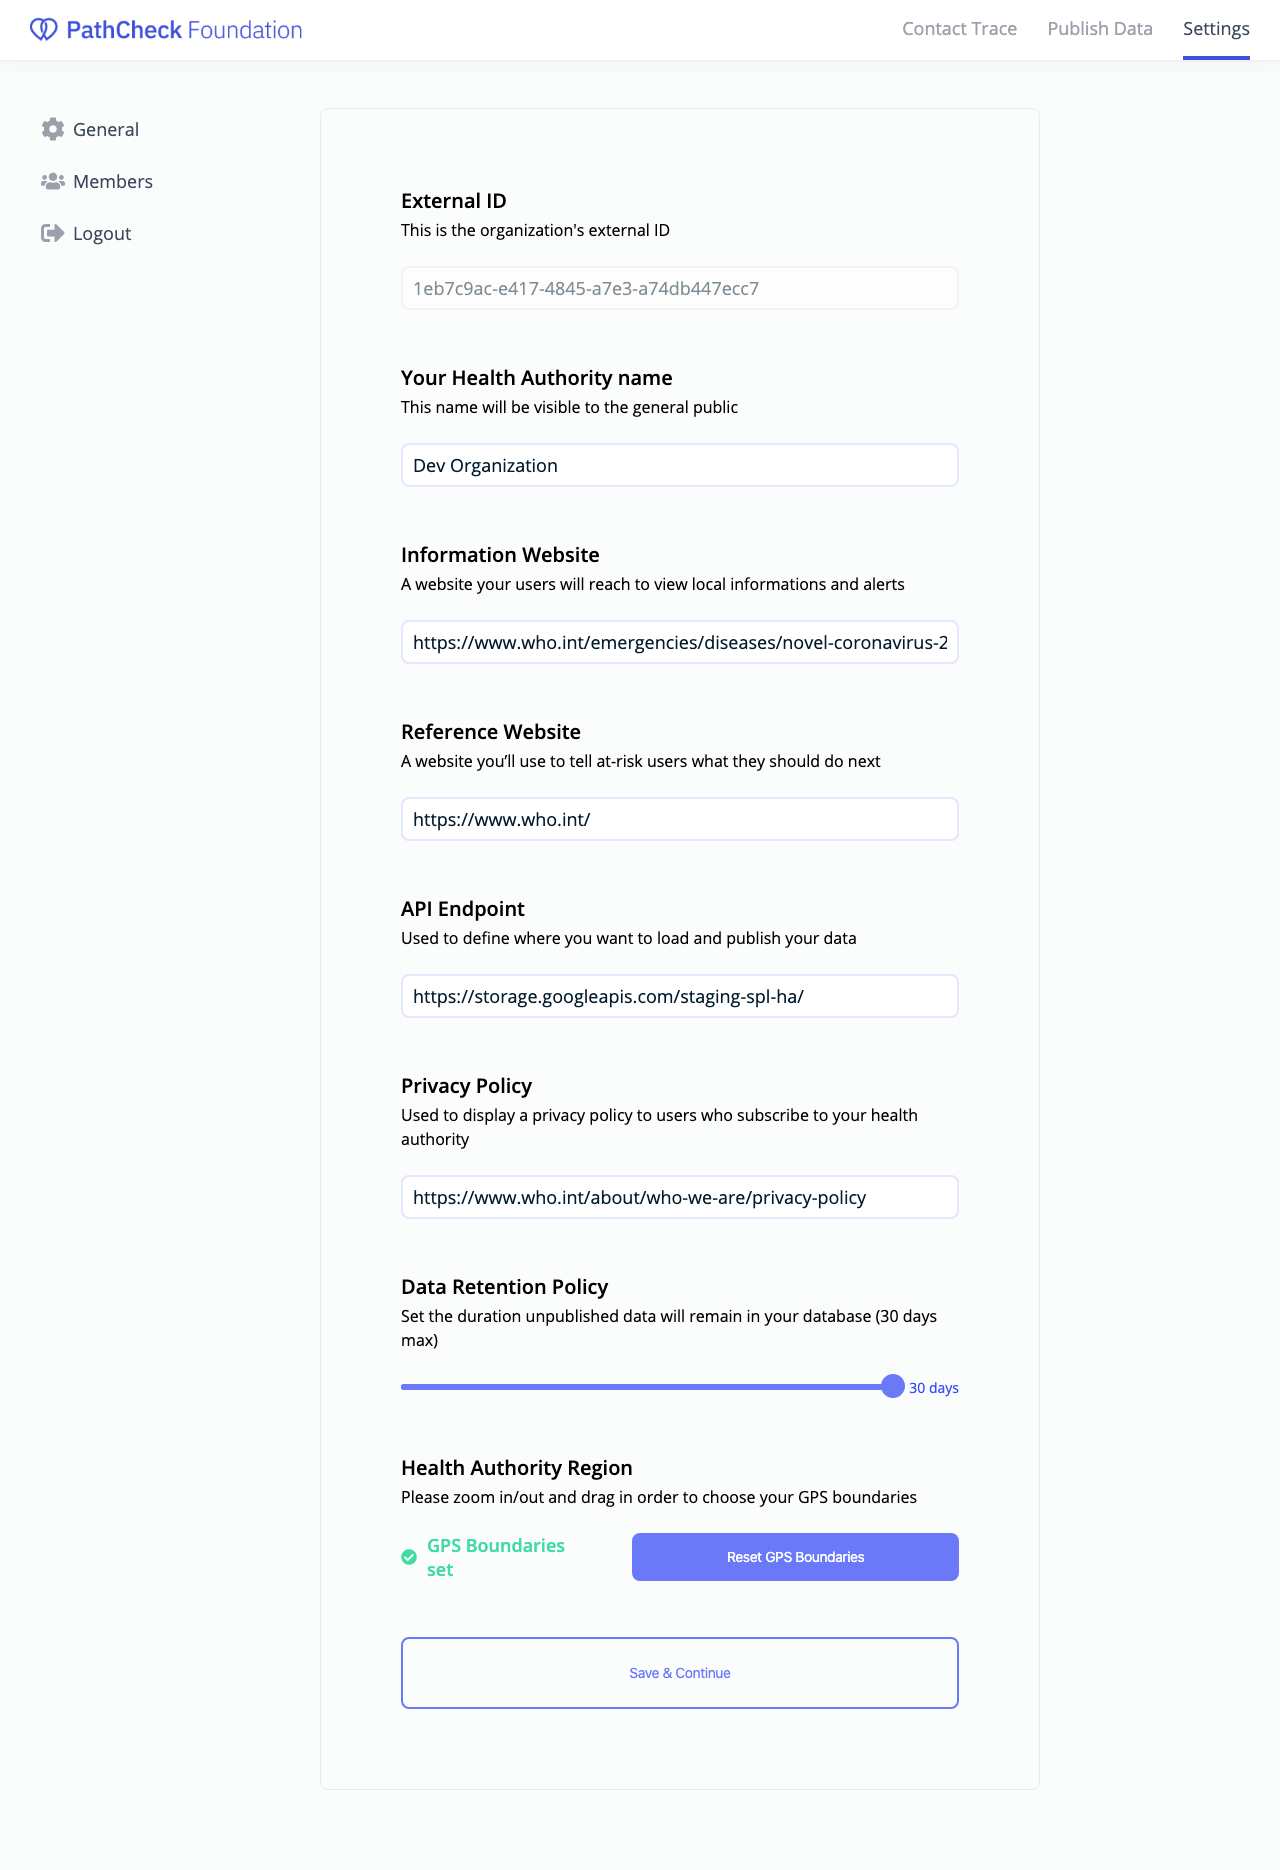 PathCheck Foundation
Contact Trace
Publish Data
Settings
General
Members
Logout
External ID
This is the organization's external ID
1eb7c9ac-e417-4845-a7e3-a74db447ecc7
Your Health Authority name
This name will be visible to the general public
Dev Organization
Information Website
A website your users will reach to view local informations and alerts
https://www.who.int/emergencies/diseases/novel-coronavirus-2
Reference Website
A website you’ll use to tell at-risk users what they should do next
https://www.who.int/
API Endpoint
Used to define where you want to load and publish your data
https://storage.googleapis.com/staging-spl-ha/
Privacy Policy
Used to display a privacy policy to users who subscribe to your health
authority
https://www.who.int/about/who-we-are/privacy-policy
Data Retention Policy
Set the duration unpublished data will remain in your database (30 days
max)
30 days
Health Authority Region
Please zoom in/out and drag in order to choose your GPS boundaries
GPS Boundaries
set
Reset GPS Boundaries
Save & Continue